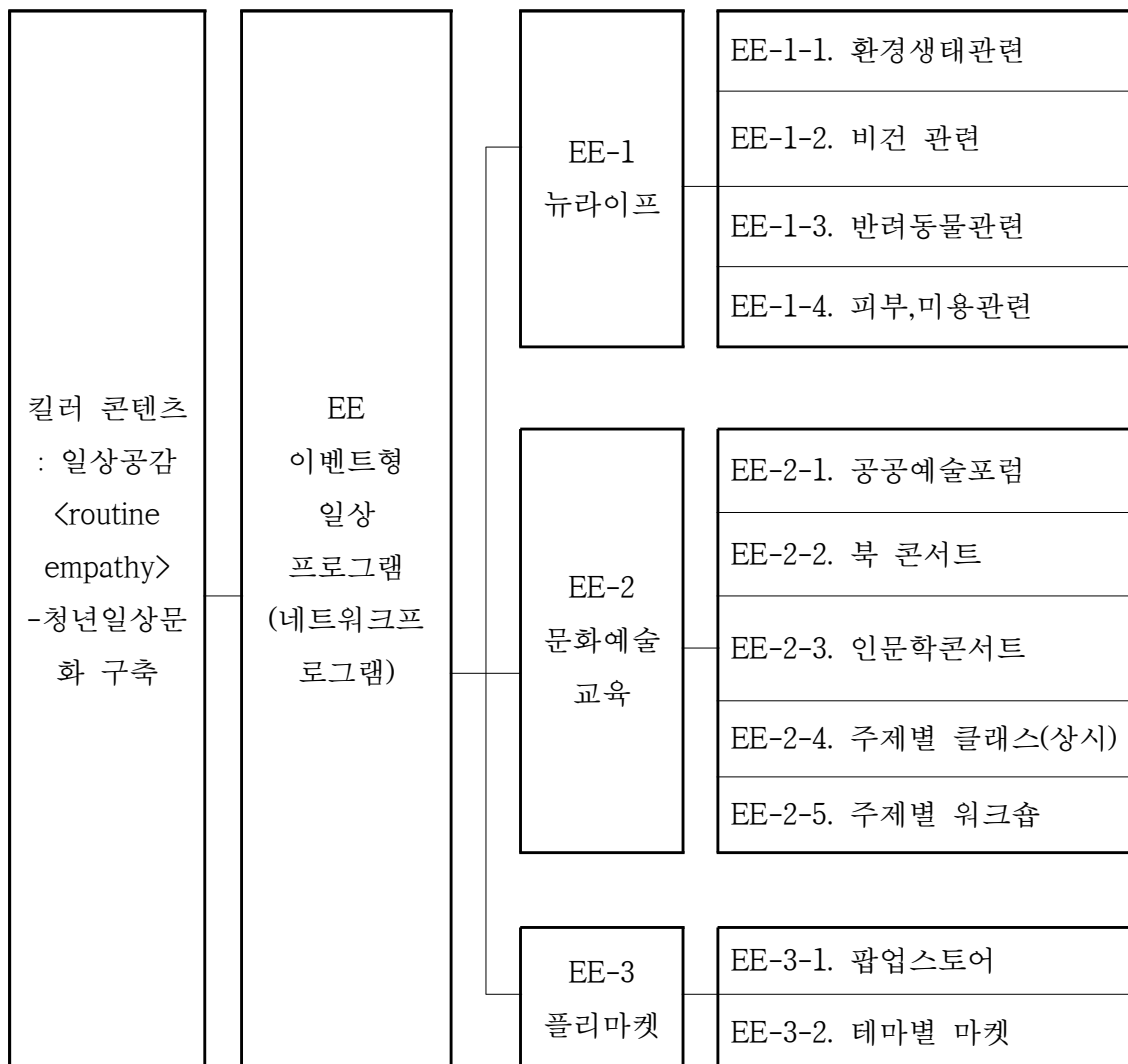 킬러 콘텐츠
: 일상공감
<routine
empathy>
-청년일상문
화 구축
EE
이벤트형
일상
프로그램
(네트워크프
로그램)
EE-1
뉴라이프
EE-1-1. 환경생태관련
EE-1-2. 비건 관련
EE-1-3. 반려동물관련
EE-1-4. 피부,미용관련
EE-2
문화예술
교육
EE-2-1. 공공예술포럼
EE-2-2. 북 콘서트
EE-2-3. 인문학콘서트
EE-2-4. 주제별 클래스(상시)
EE-2-5. 주제별 워크숍
EE-3
플리마켓
EE-3-1. 팝업스토어
EE-3-2. 테마별 마켓